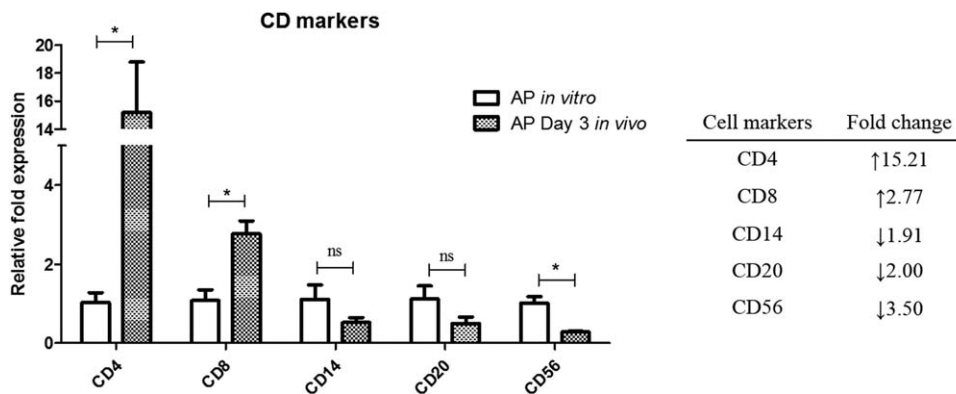 CD markers
Relative fold expression
20
18
16
14
4
2
0
*
*
ns
ns
*
CD4
CD8
CD14
CD20
CD56
AP in vitro
AP Day 3 in vivo
Cell markers Fold change
CD4 ↑15.21
CD8 ↑2.77
CD14 ↓1.91
CD20 ↓2.00
CD56 ↓3.50